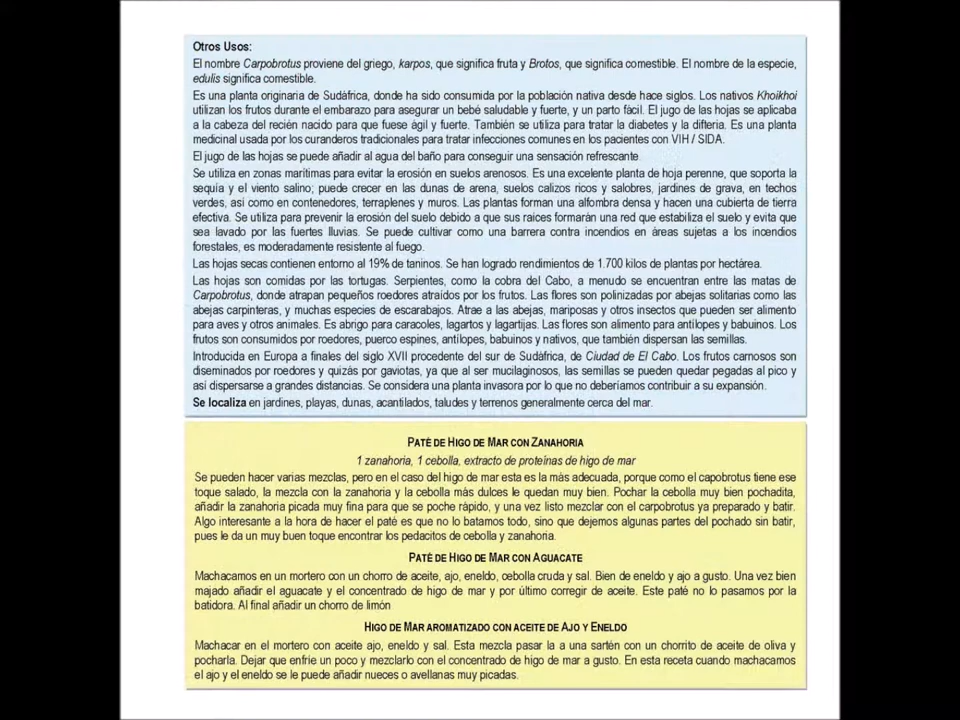 Otros Usos:
El nombre Carpobrotus proviene del griego, karpos, que significa fruta y Brotos, que significa comestible. El nombre de la especie,
edulis significa comestible.
Es una planta originaria de Sudáfrica, donde ha sido consumida por la población nativa desde hace siglos. Los nativos Khoikhoi
utilizan los frutos durante el embarazo para asegurar un bebé saludable y fuerte, y un parto fácil. El jugo de las hojas se aplicaba
a la cabeza del recién nacido para que fuese ágil y fuerte. También se utiliza para tratar la diabetes y la difteria. Es una planta
medicinal usada por los curanderos tradicionales para tratar infecciones comunes en los pacientes con VIH / SIDA.
El jugo de las hojas se puede añadir al agua del baño para conseguir una sensación refrescante.
Se utiliza en zonas marítimas para evitar la erosión en suelos arenosos. Es una excelente planta de hoja perenne, que soporta la
sequía y el viento salino; puede crecer en las dunas de arena, suelos calizos ricos y salobres, jardines de grava, en techos
verdes, así como en contenedores, terraplenes y muros. Las plantas forman una alfombra densa y hacen una cubierta de tierra
efectiva. Se utiliza para prevenir la erosión del suelo debido a que sus raíces formarán una red que estabiliza el suelo y evita que
sea lavado por las fuertes lluvias. Se puede cultivar como una barrera contra incendios en áreas sujetas a los incendios
forestales, es moderadamente resistente al fuego.
Las hojas secas contienen entorno al 19% de taninos. Se han logrado rendimientos de 1.700 kilos de plantas por hectárea.
Las hojas son comidas por las tortugas. Serpientes, como la cobra del Cabo, a menudo se encuentran entre las matas de
Carpobrotus, donde atrapan pequeños roedores atraídos por los frutos. Las flores son polinizadas por abejas solitarias como las
abejas carpinteras, y muchas especies de escarabajos. Atrae a las abejas, mariposas y otros insectos que pueden ser alimento
para aves y otros animales. Es abrigo para caracoles, lagartos y lagartijas. Las flores son alimento para antílopes y babuinos. Los
frutos son consumidos por roedores, puerco espines, antílopes, babuinos y nativos, que también dispersan las semillas.
Introducida en Europa a finales del siglo XVII procedente del sur de Sudáfrica, de Ciudad de El Cabo. Los frutos carnosos son
diseminados por roedores y quizás por gaviotas, ya que al ser mucilaginosos, las semillas se pueden quedar pegadas al pico y
así dispersarse a grandes distancias. Se considera una planta invasora por lo que no deberíamos contribuir a su expansión.
Se localiza en jardines, playas, dunas, acantilados, taludes y terrenos generalmente cerca del mar.
PATÉ DE HIGO DE MAR CON ZANAHORIA
1 zanahoria, 1 cebolla, extracto de proteínas de higo de mar
Se pueden hacer varias mezclas, pero en el caso del higo de mar esta es la más adecuada, porque como el capobrotus tiene ese
toque salado, la mezcla con la zanahoria y la cebolla más dulces le quedan muy bien. Pochar la cebolla muy bien pochadita,
añadir la zanahoria picada muy fina para que se poche rápido, y una vez listo mezclar con el carpobrotus ya preparado y batir.
Algo interesante a la hora de hacer el paté es que no lo batamos todo, sino que dejemos algunas partes del pochado sin batir,
pues le da un muy buen toque encontrar los pedacitos de cebolla y zanahoria.
PATÉ DE HIGO DE MAR CON AGUACATE
Machacamos en un mortero con un chorro de aceite, ajo, eneldo, cebolla cruda y sal. Bien de eneldo y ajo a gusto. Una vez bien
majado añadir el aguacate y el concentrado de higo de mar y por último corregir de aceite. Este paté no lo pasamos por la
batidora. Al final añadir un chorro de limón
HIGO DE MAR AROMATIZADO CON ACEITE DE AJO Y ENELDO
Machacar en el mortero con aceite ajo, eneldo y sal. Esta mezcla pasar la a una sartén con un chorrito de aceite de oliva y
pocharla. Dejar que enfríe un poco y mezclarlo con el concentrado de higo de mar a gusto. En esta receta cuando machacamos
el ajo y el eneldo se le puede añadir nueces o avellanas muy picadas.